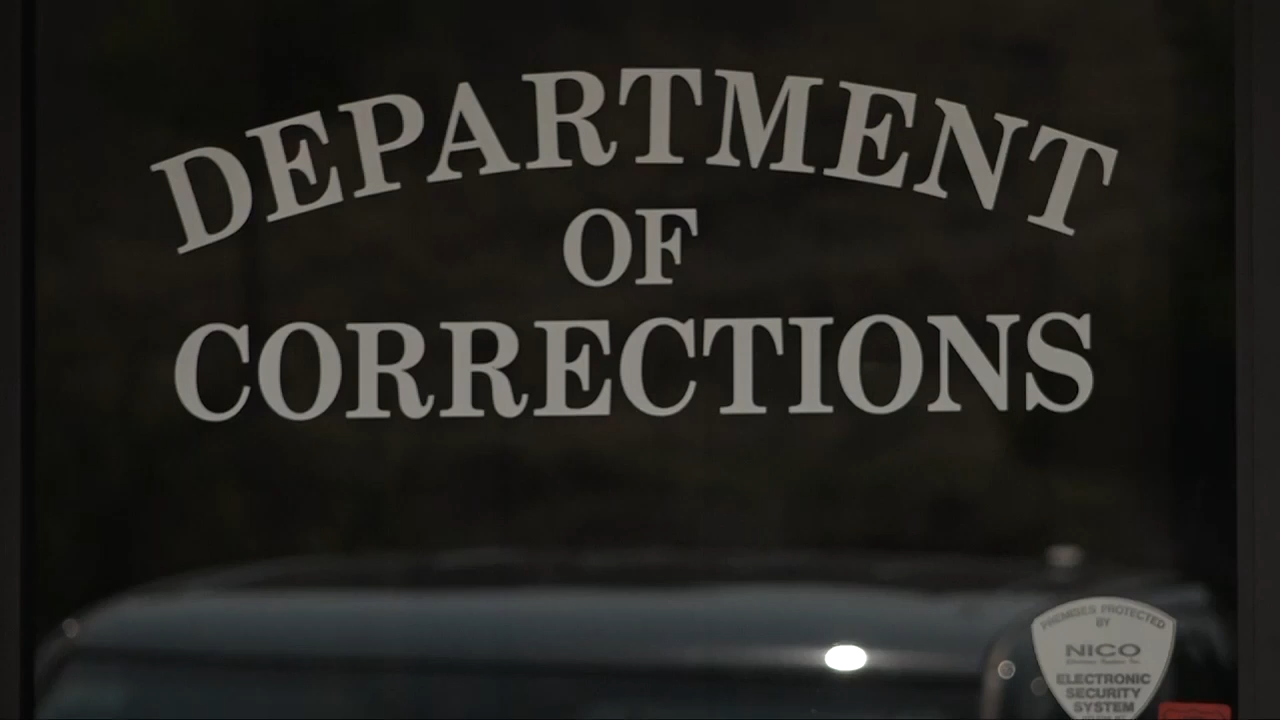 DEPARTMENT
OF
CORRECTIONS
PREMISES PROTECTED
BY
NICO
ELECTRONIC
SECURITY
SYSTEM